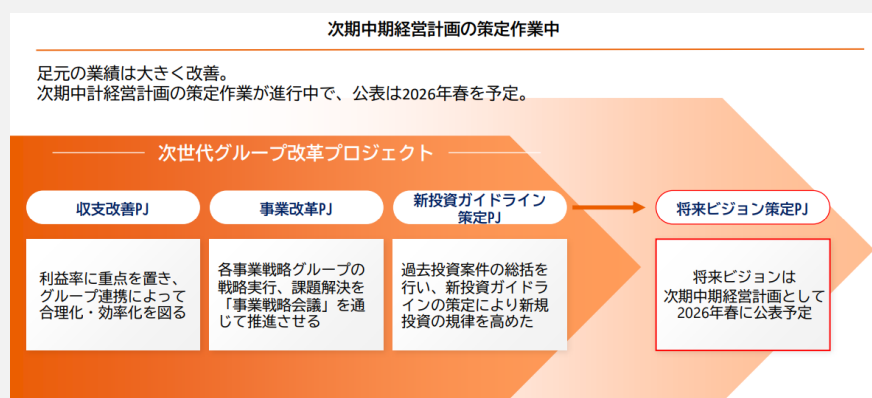 次期中期経営計画の策定作業中
足元の業績は大きく改善。
次期中計経営計画の策定作業が進行中で、公表は2026年春を予定。
次世代グループ改革プロジェクト
収支改善PJ
利益率に重点を置き、
グループ連携によって
合理化・効率化を図る
事業改革PJ
各事業戦略グループの
戦略実行、課題解決を
「事業戦略会議」を通
じて推進させる
新投資ガイドライン
策定PJ
過去投資案件の総括を
行い、新投資ガイドラ
インの策定により新規
投資の規律を高めた
将来ビジョン策定PJ
将来ビジョンは
次期中期経営計画として
2026年春に公表予定